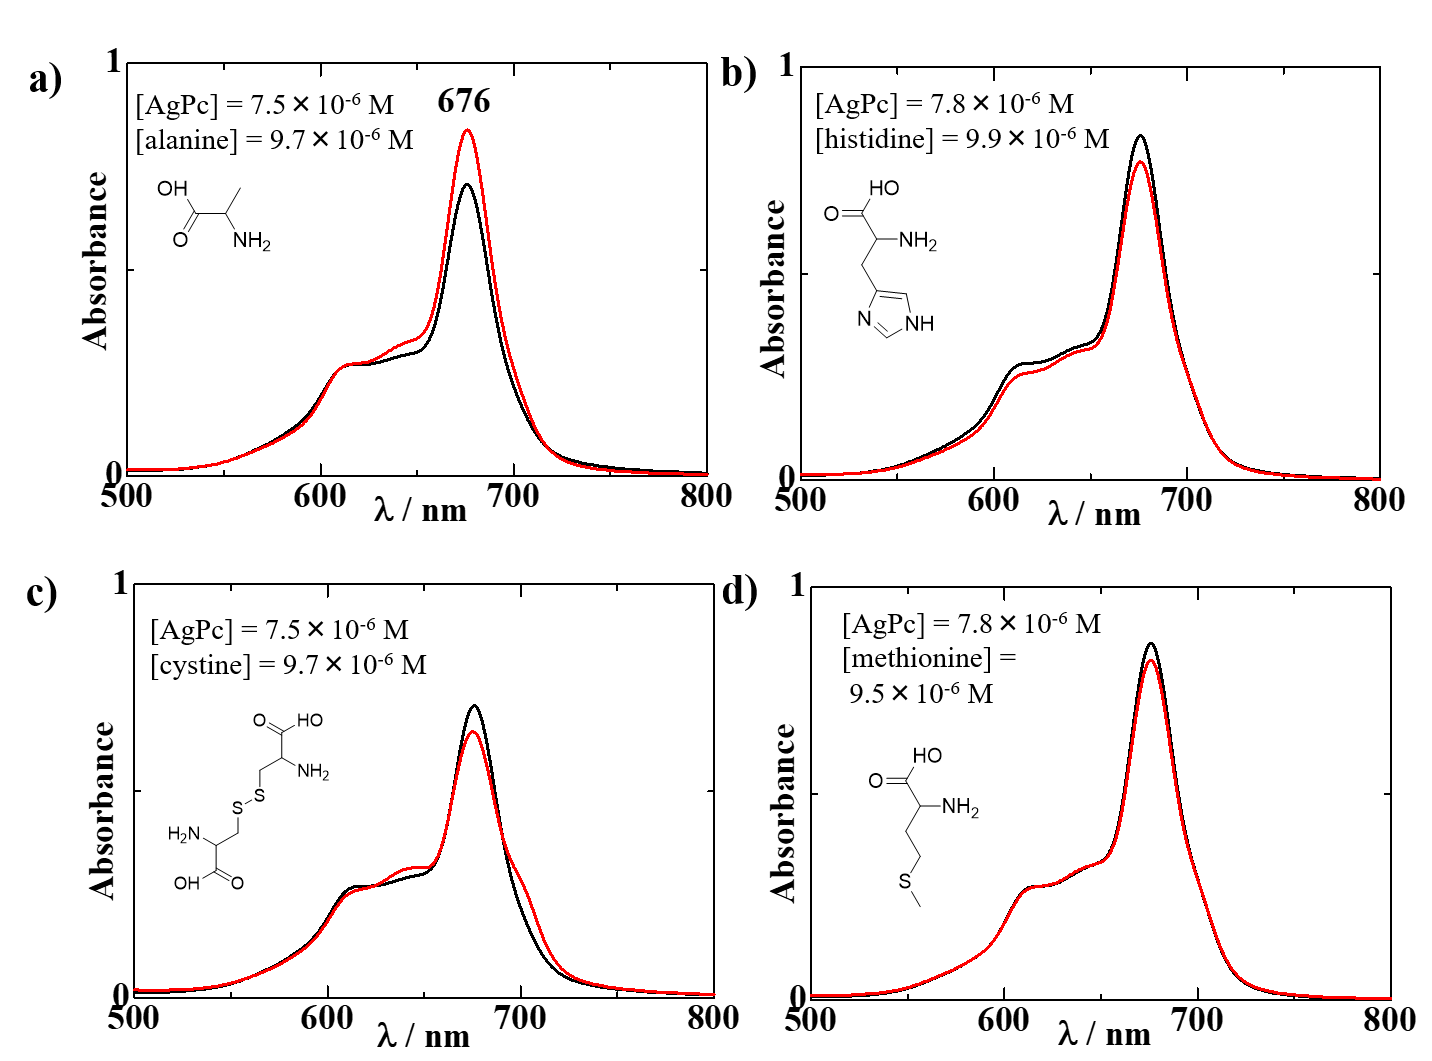 a)
1
[AgPc] = 7.5 × 10⁻⁶ M
[alanine] = 9.7 × 10⁻⁶ M
676
OH
O
NH₂
Absorbance
0
500
600
700
800
λ / nm
b)
1
[AgPc] = 7.8 × 10⁻⁶ M
[histidine] = 9.9 × 10⁻⁶ M
HO
O
NH₂
N
NH
Absorbance
0
500
600
700
800
λ / nm
c)
1
[AgPc] = 7.5 × 10⁻⁶ M
[cystine] = 9.7 × 10⁻⁶ M
O
HO
NH₂
S
S
H₂N
OH
O
Absorbance
0
500
600
700
800
λ / nm
d)
1
[AgPc] = 7.8 × 10⁻⁶ M
[methionine] =
9.5 × 10⁻⁶ M
HO
O
NH₂
S
Absorbance
0
500
600
700
800
λ / nm